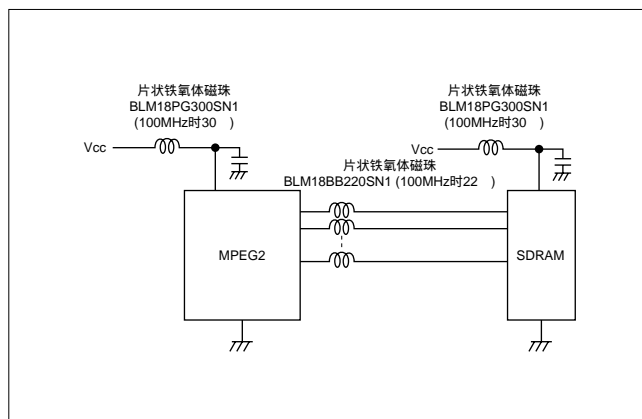 片状铁氧体磁珠
BLM18PG300SN1
(100MHz时30 )
Vcc
片状铁氧体磁珠
BLM18PG300SN1
(100MHz时30 )
Vcc
片状铁氧体磁珠
BLM18BB220SN1 (100MHz时22 )
MPEG2
SDRAM